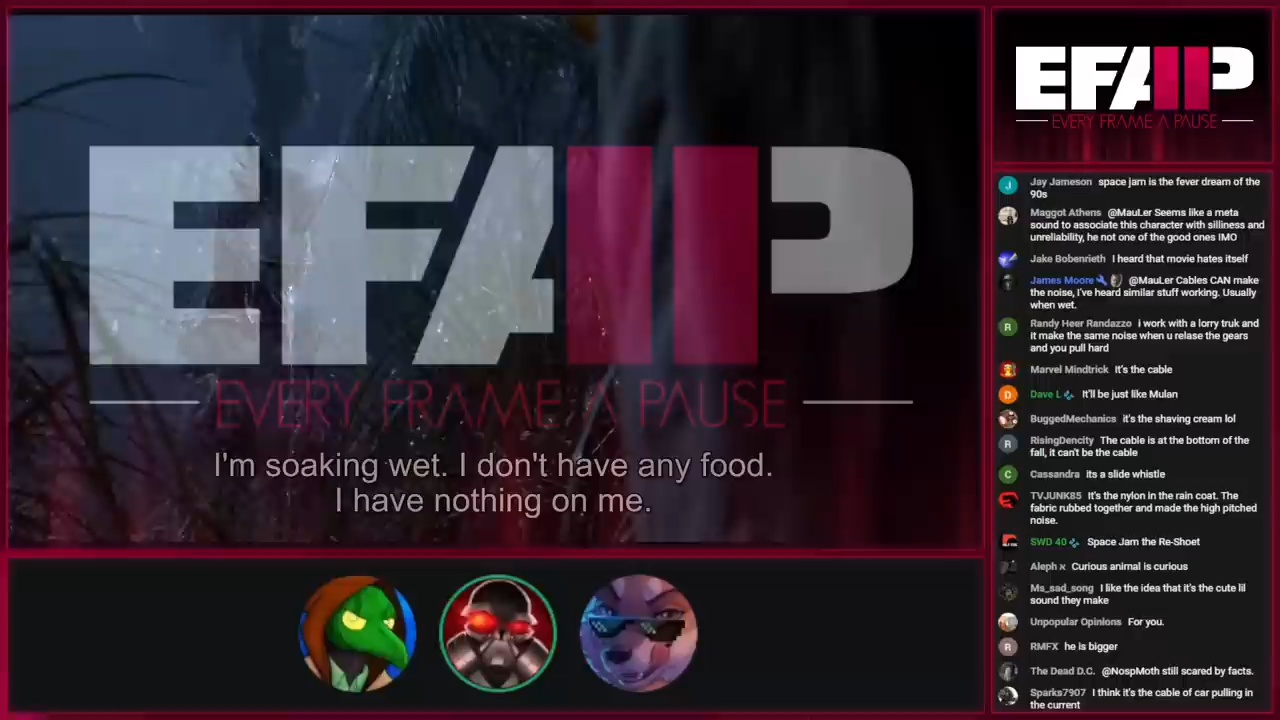 EFAP
EVERY FRAME A PAUSE
I'm soaking wet. I don't have any food.
I have nothing on me.
EFAP
EVERY FRAME A PAUSE
Jay Jameson space jam is the fever dream of the
90s
Maggot Athens @MauLer Seems like a meta
sound to associate this character with silliness and
unreliability, he not one of the good ones IMO
Jake Bobenrieth I heard that movie hates itself
James Moore @MauLer Cables CAN make
the noise, I've heard similar stuff working. Usually
when wet.
Randy Heer Randazzo i work with a lorry truk and
it make the same noise when u relase the gears
and you pull hard
Marvel Mindtrick It's the cable
Dave L It'll be just like Mulan
BuggedMechanics it's the shaving cream lol
RisingDencity The cable is at the bottom of the
fall, it can't be the cable
Cassandra its a slide whistle
TVJUNK85 It's the nylon in the rain coat. The
fabric rubbed together and made the high pitched
noise.
SWD 40 Space Jam the Re-Shoet
Aleph א Curious animal is curious
Ms_sad_song I like the idea that it's the cute lil
sound they make
Unpopular Opinions For you.
RMFX he is bigger
The Dead D.C. @NospMoth still scared by facts.
Sparks7907 I think it's the cable of car pulling in
the current